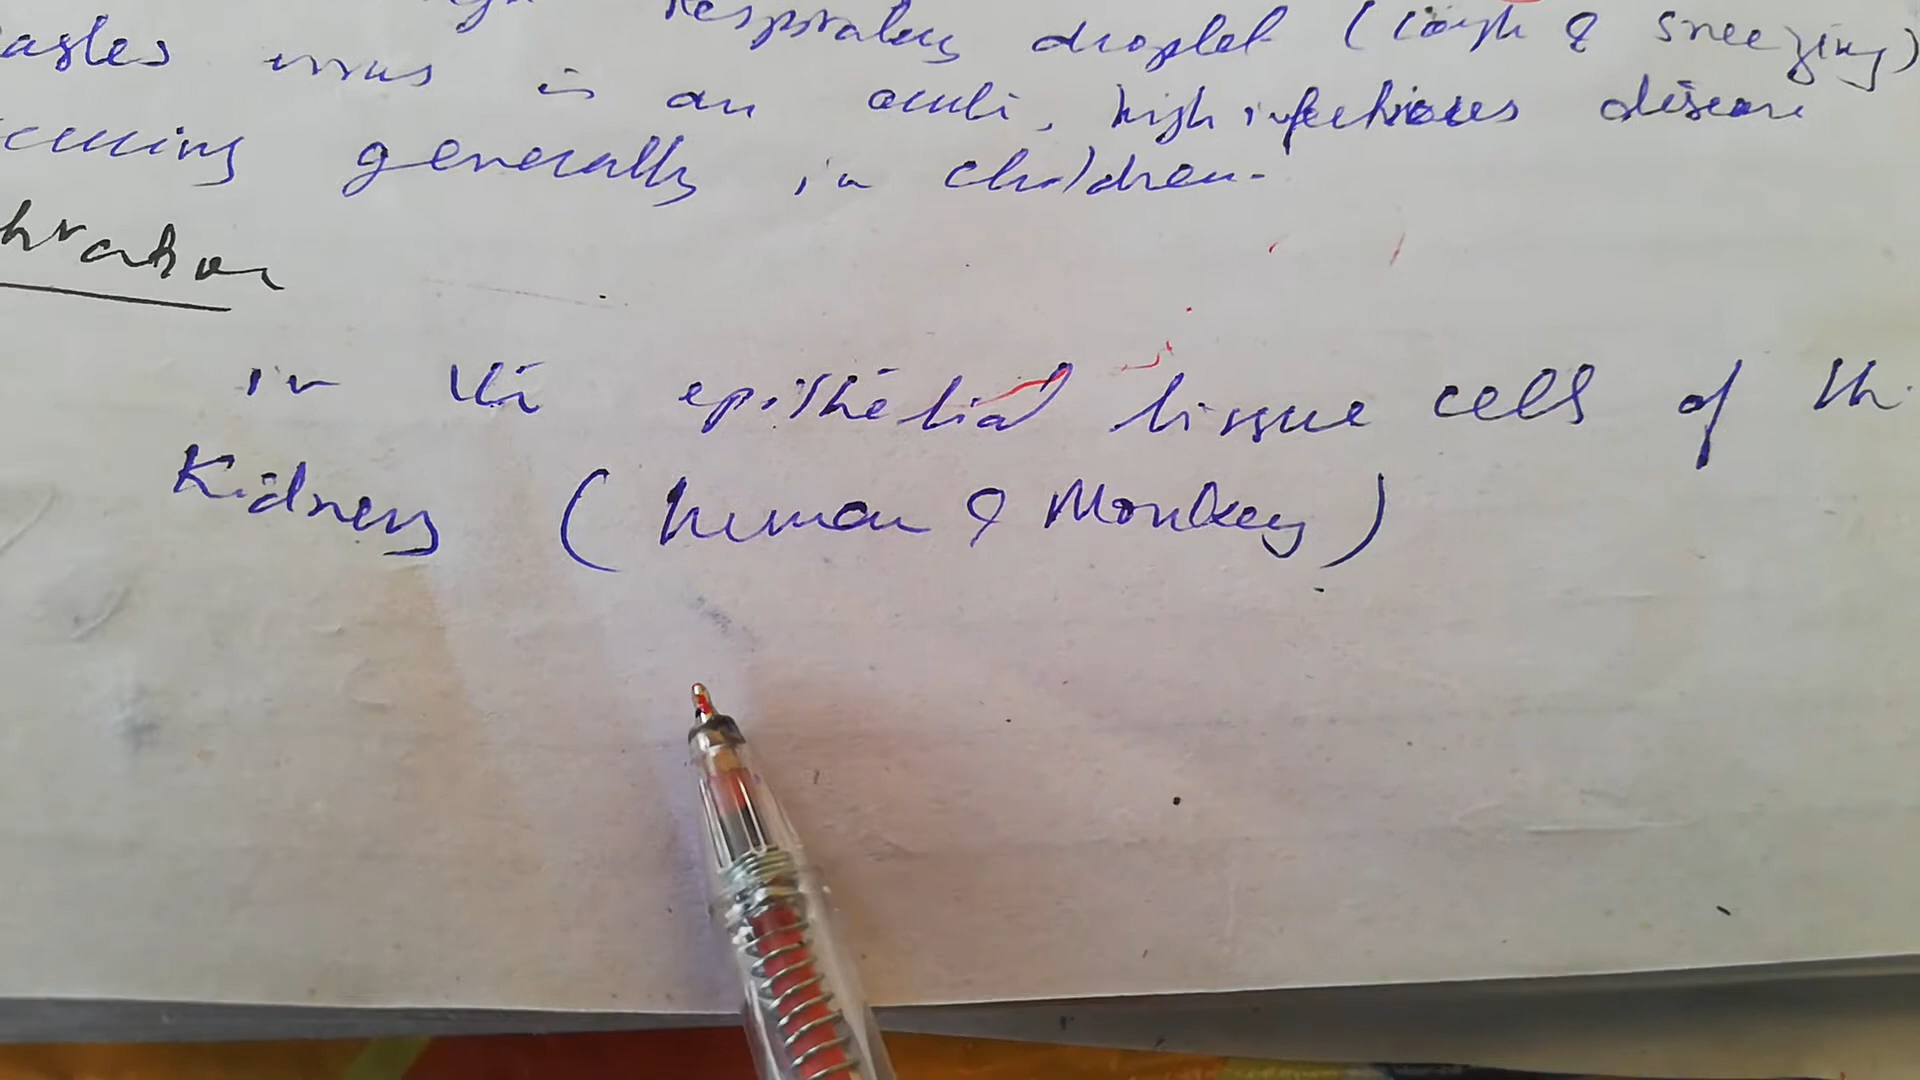 Respiratory droplet (Cough & sneezing)
easles virus is an acute, high infectious disease
generally in children.
in the epithelial tissue cells of the
Kidney (human & Monkey)